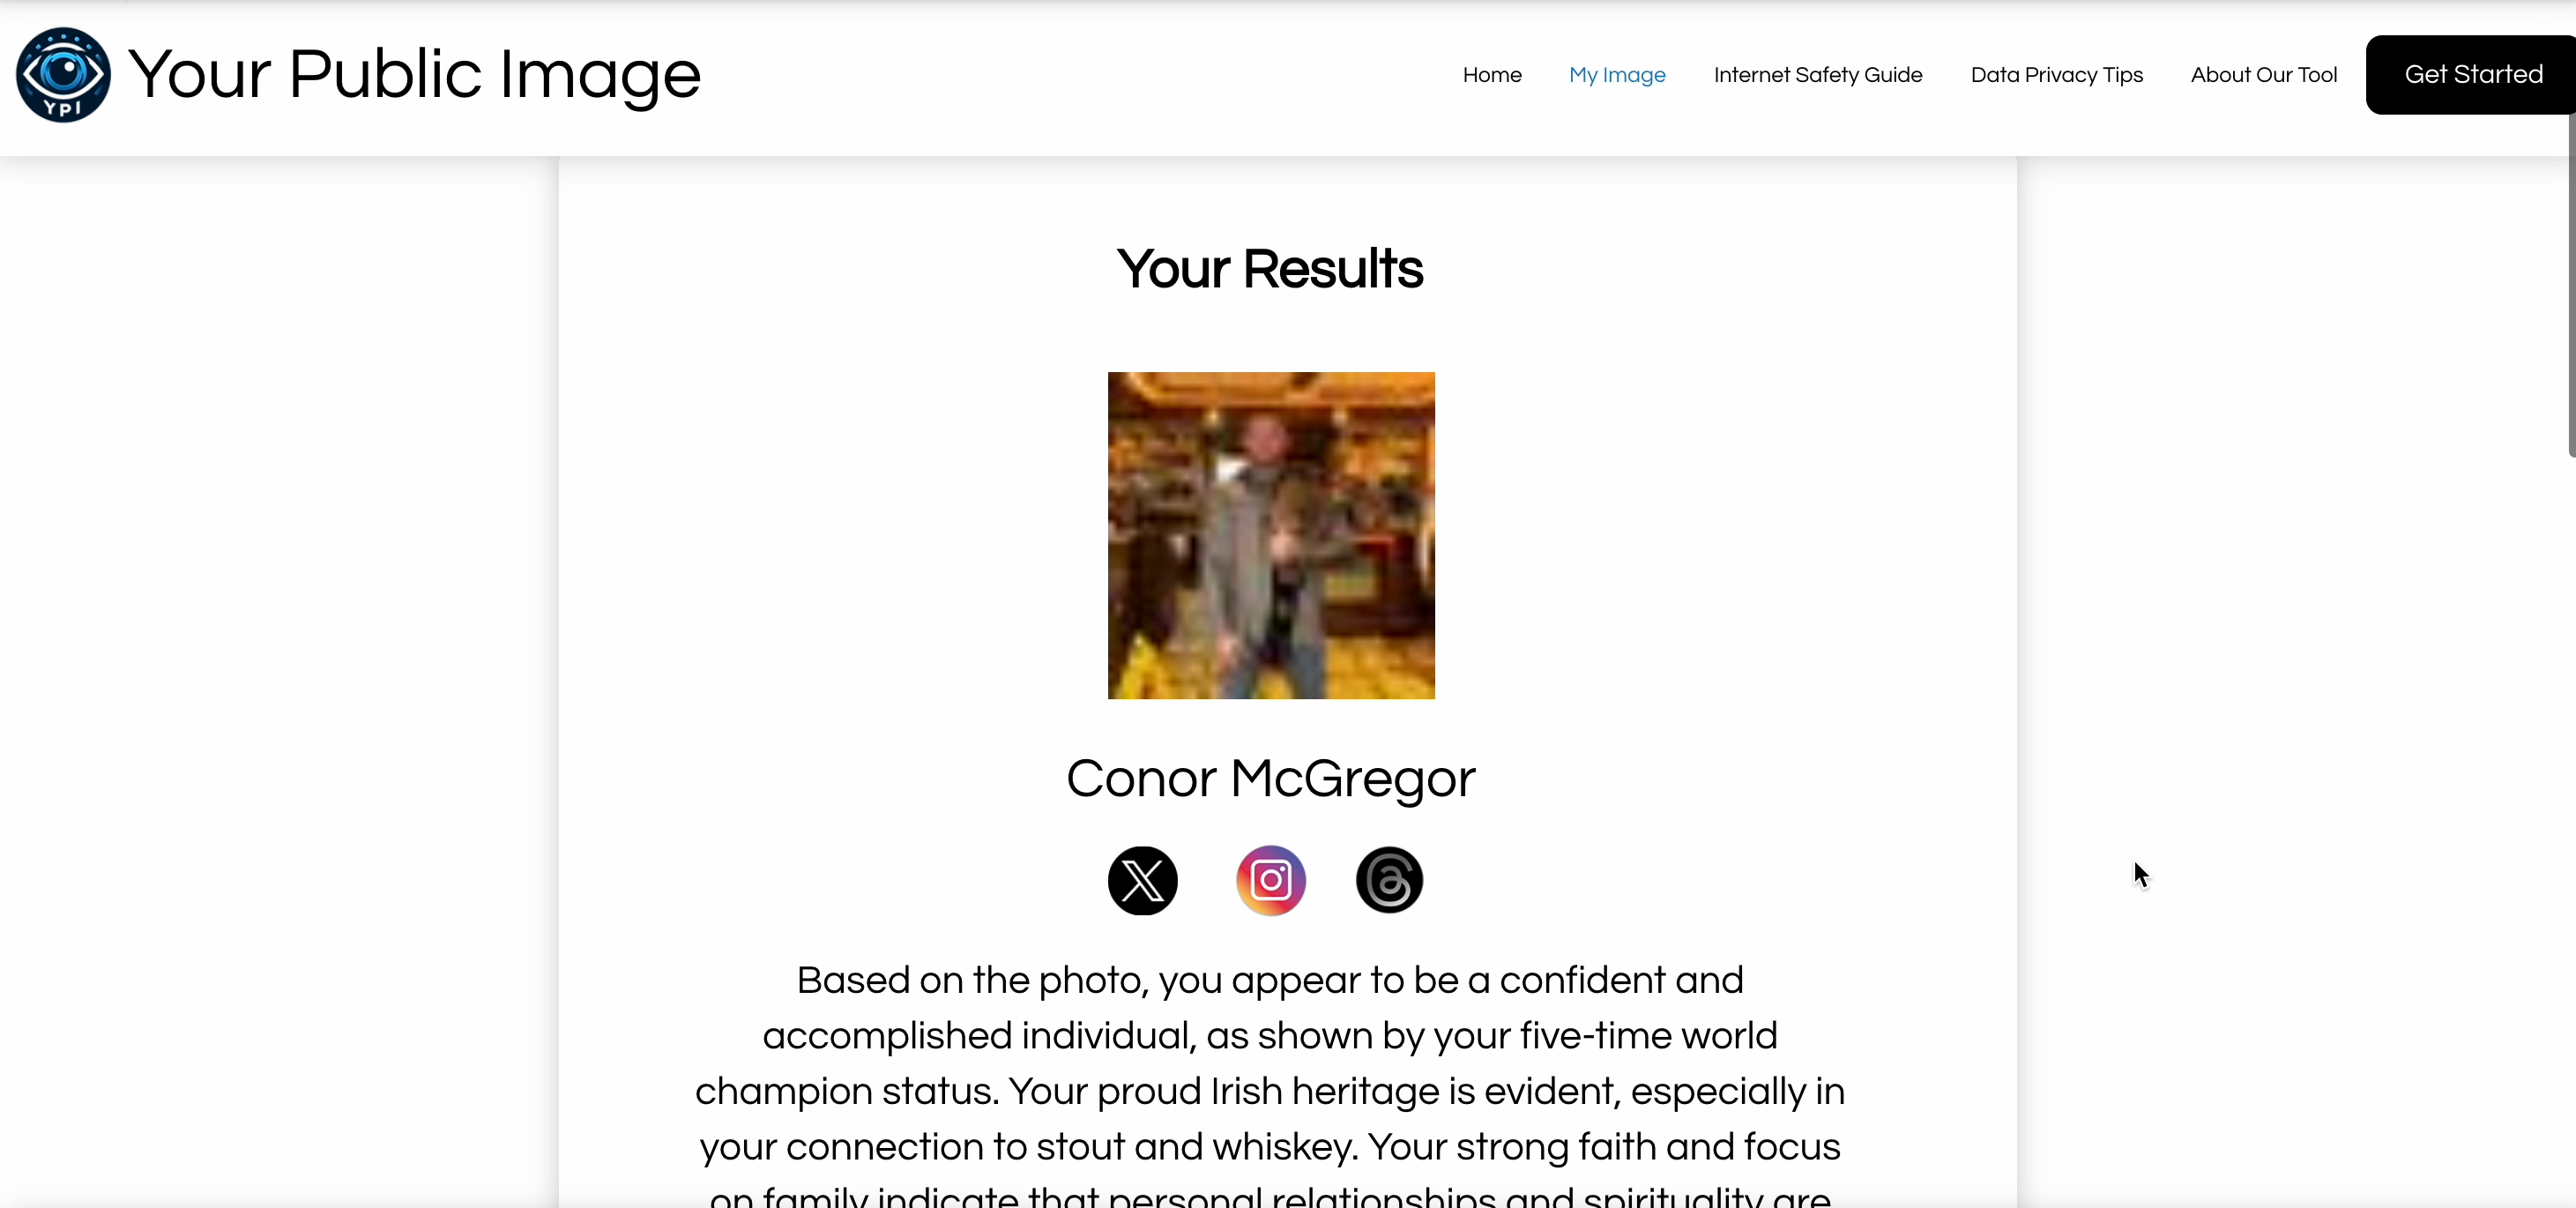 YPI
Your Public Image
Home
My Image
Internet Safety Guide
Data Privacy Tips
About Our Tool
Get Started
Your Results
Conor McGregor
Based on the photo, you appear to be a confident and
accomplished individual, as shown by your five-time world
champion status. Your proud Irish heritage is evident, especially in
your connection to stout and whiskey. Your strong faith and focus
on family indicate that personal relationships and spirituality are